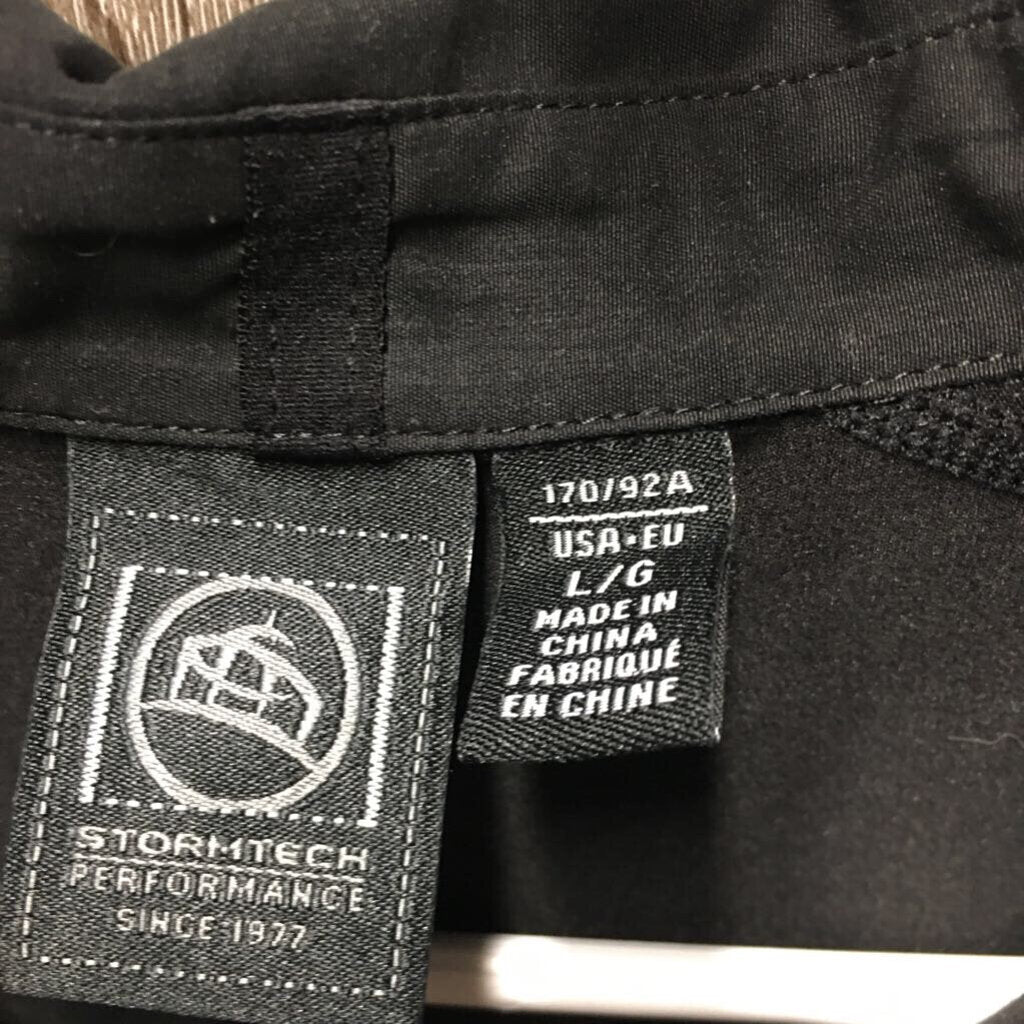 STORMTECH
PERFORMANCE
SINCE 1977
170/92A
USA•EU
L/G
MADE IN
CHINA
FABRIQUÉ
EN CHINE